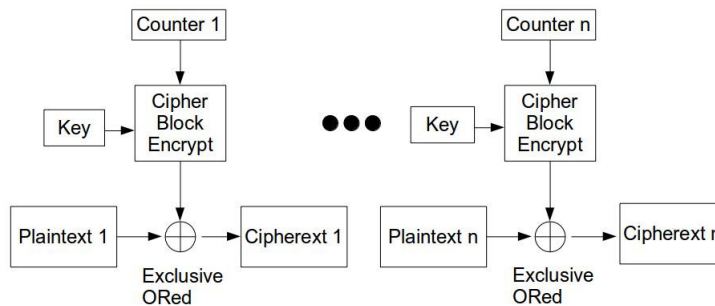 Counter 1
Counter n
Cipher
Block
Encrypt
Key
Cipher
Block
Encrypt
Key
Plaintext 1
Cipherext 1
Plaintext n
Cipherext n
Exclusive
ORed
Exclusive
ORed